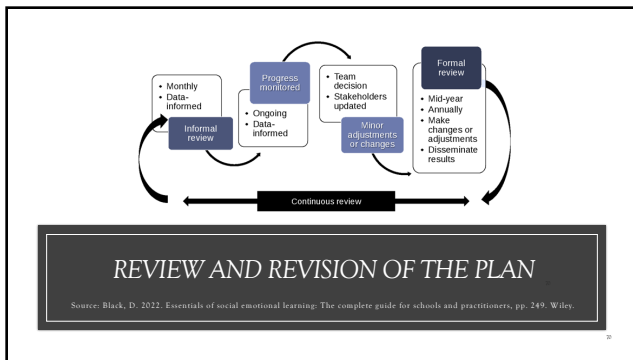 • Monthly
• Data-
informed
Informal
review
Progress
monitored
• Ongoing
• Data-
informed
• Team
decision
• Stakeholders
updated
Minor
adjustments
or changes
Formal
review
• Mid-year
• Annually
• Make
changes or
adjustments
• Disseminate
results
Continuous review
REVIEW AND REVISION OF THE PLAN
Source: Black, D. 2022. Essentials of social emotional learning: The complete guide for schools and practitioners, pp. 249. Wiley.